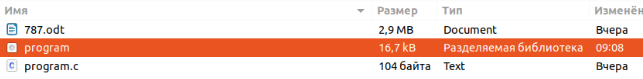 Имя Размер Тип Изменён
787.odt 2,9 MB Document Вчера
program 16,7 kB Разделяемая библиотека 09:08
program.c 104 байта Text Вчера